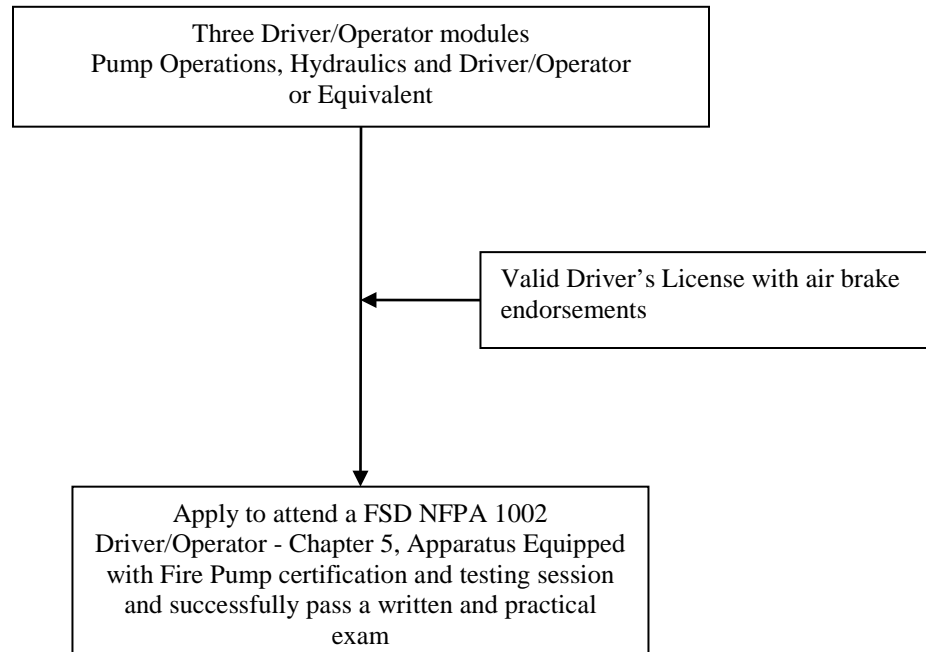 Three Driver/Operator modules
Pump Operations, Hydraulics and Driver/Operator
or Equivalent
Valid Driver’s License with air brake
endorsements
Apply to attend a FSD NFPA 1002
Driver/Operator - Chapter 5, Apparatus Equipped
with Fire Pump certification and testing session
and successfully pass a written and practical
exam